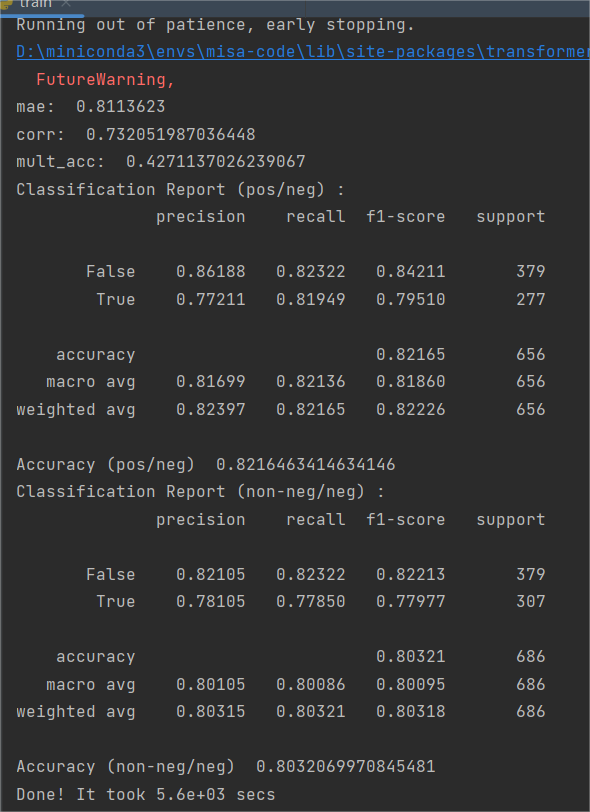 train
Running out of patience, early stopping.
D:\miniconda3\envs\misa-code\lib\site-packages\transformer
FutureWarning,
mae:  0.8113623
corr:  0.732051987036448
mult_acc:  0.4271137026239067
Classification Report (pos/neg) :
precision    recall  f1-score   support
False    0.86188   0.82322   0.84211       379
True    0.77211   0.81949   0.79510       277
accuracy                        0.82165       656
macro avg    0.81699   0.82136   0.81860       656
weighted avg    0.82397   0.82165   0.82226       656
Accuracy (pos/neg)  0.8216463414634146
Classification Report (non-neg/neg) :
precision    recall  f1-score   support
False    0.82105   0.82322   0.82213       379
True    0.78105   0.77850   0.77977       307
accuracy                        0.80321       686
macro avg    0.80105   0.80086   0.80095       686
weighted avg    0.80315   0.80321   0.80318       686
Accuracy (non-neg/neg)  0.8032069970845481
Done! It took 5.6e+03 secs